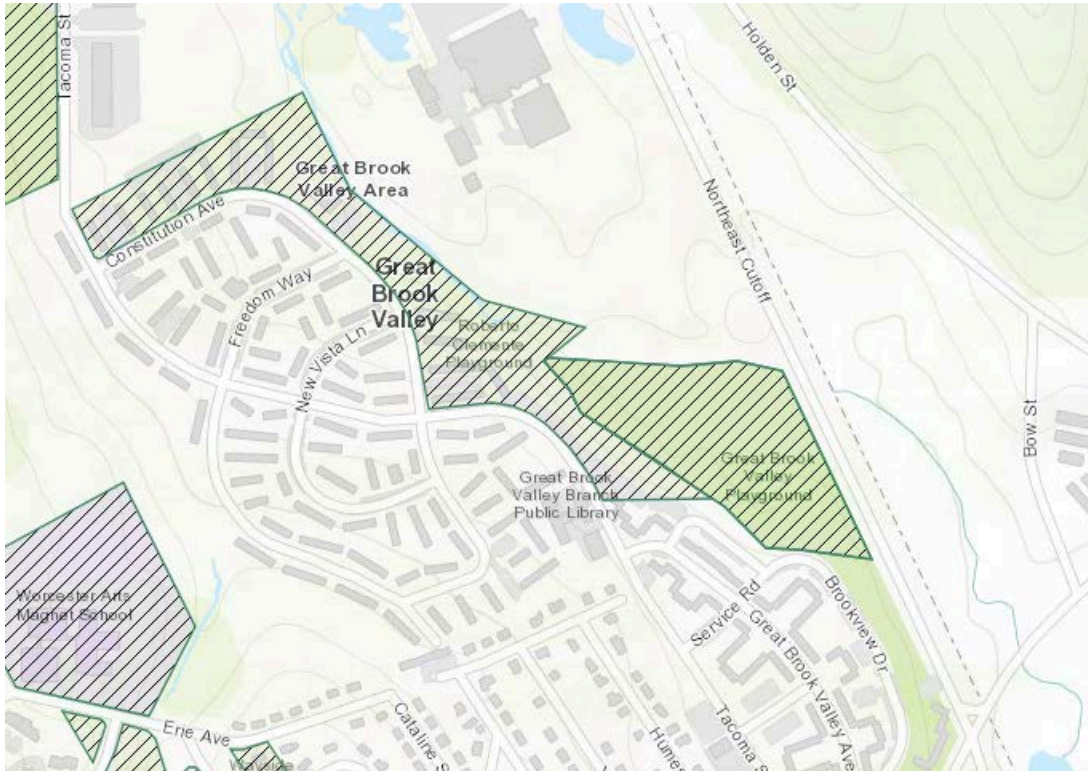 Tacoma St
Holden St
Great Brook
Valley Area
Northeast Cutoff
Constitution Ave
Great
Brook
Valley
Freedom Way
Roberto
Clemente
Playground
New Vista Ln
Bow St
Great Brook
Valley
Playground
Great Brook
Valley Branch
Public Library
Worcester Arts
Magnet School
Service Rd
Brookview Dr
Great Brook Valley Ave
Erie Ave
Cataline S
Humes
Tacoma S
Wayside